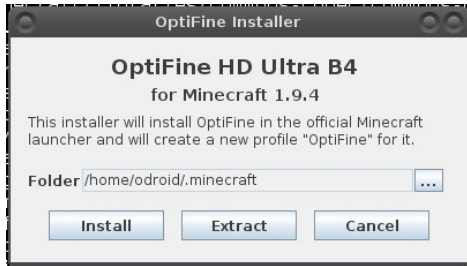 OptiFine Installer
OptiFine HD Ultra B4
for Minecraft 1.9.4
This installer will install OptiFine in the official Minecraft
launcher and will create a new profile "OptiFine" for it.
Folder /home/odroid/.minecraft ...
Install Extract Cancel